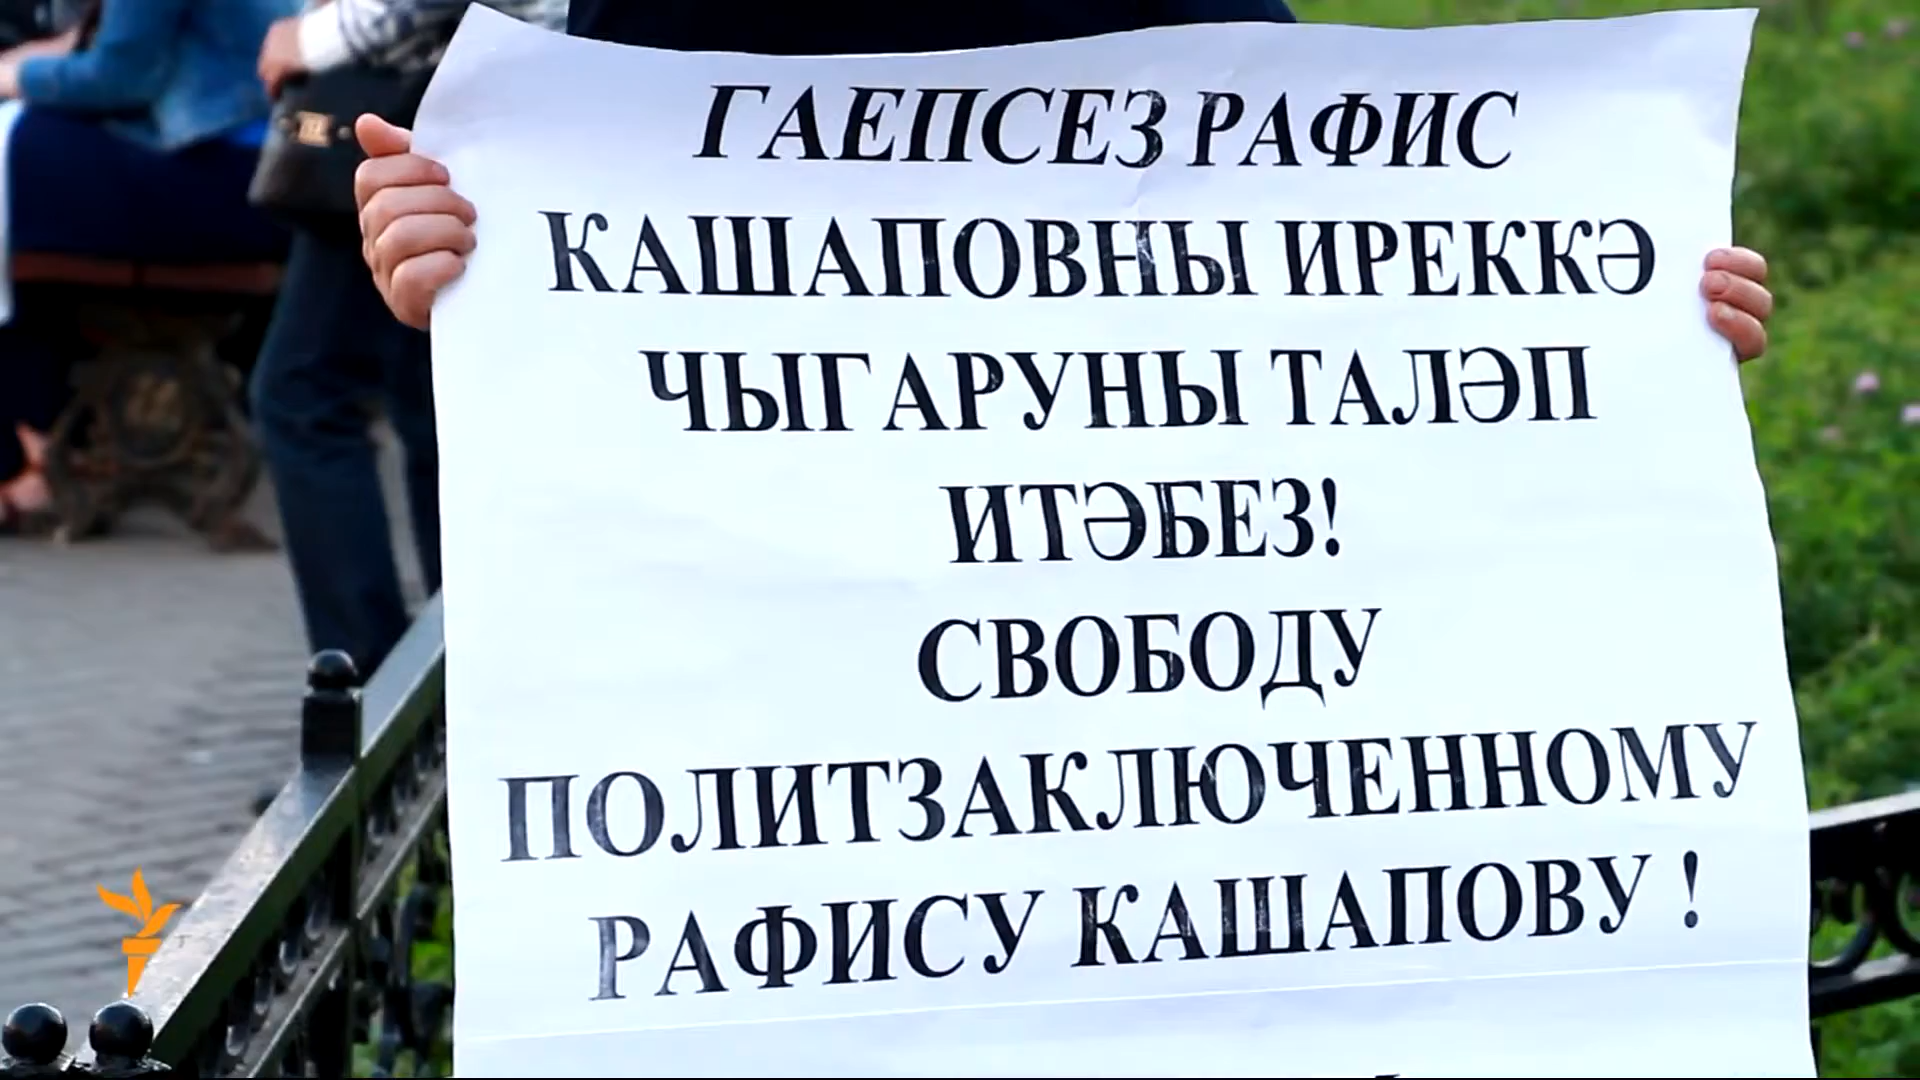 ГАЕПСЕЗ РАФИС
КАШАПОВНЫ ИРЕККӘ
ЧЫГАРУНЫ ТАЛӘП
ИТӘБЕЗ!
СВОБОДУ
ПОЛИТЗАКЛЮЧЕННОМУ
РАФИСУ КАШАПОВУ !